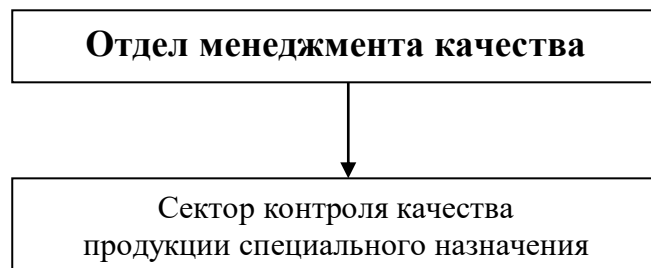 Отдел менеджмента качества
Сектор контроля качества
продукции специального назначения